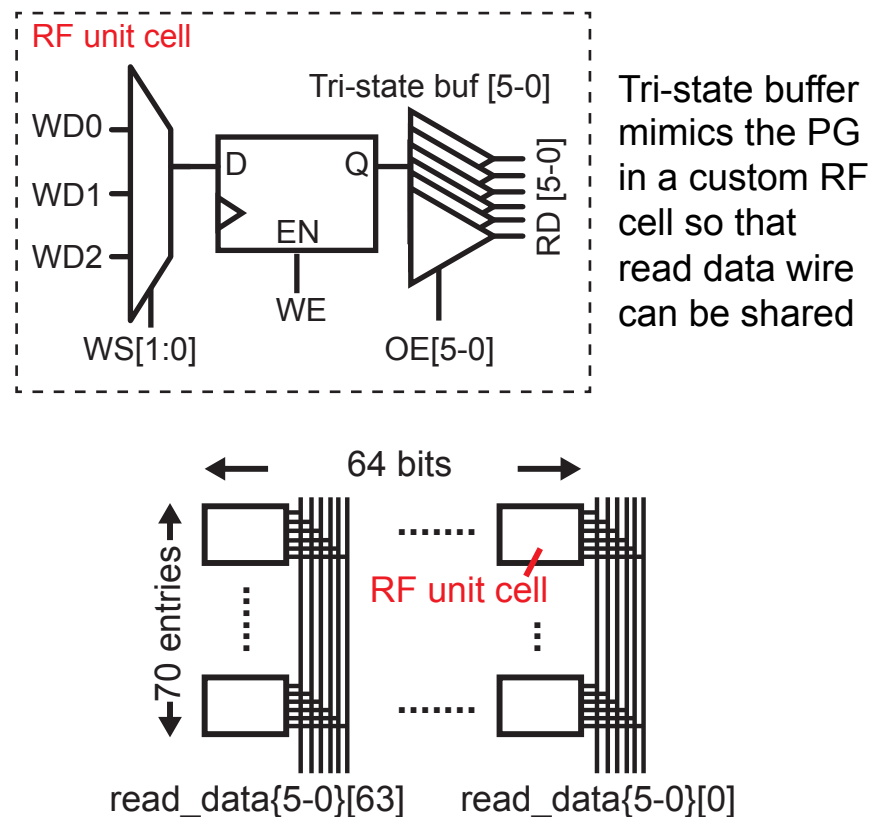 RF unit cell
Tri-state buf [5-0]
WD0
WD1
WD2
D
Q
EN
WE
WS[1:0]
OE[5-0]
RD [5-0]
Tri-state buffer
mimics the PG
in a custom RF
cell so that
read data wire
can be shared
64 bits
70 entries
RF unit cell
read_data{5-0}[63]
read_data{5-0}[0]